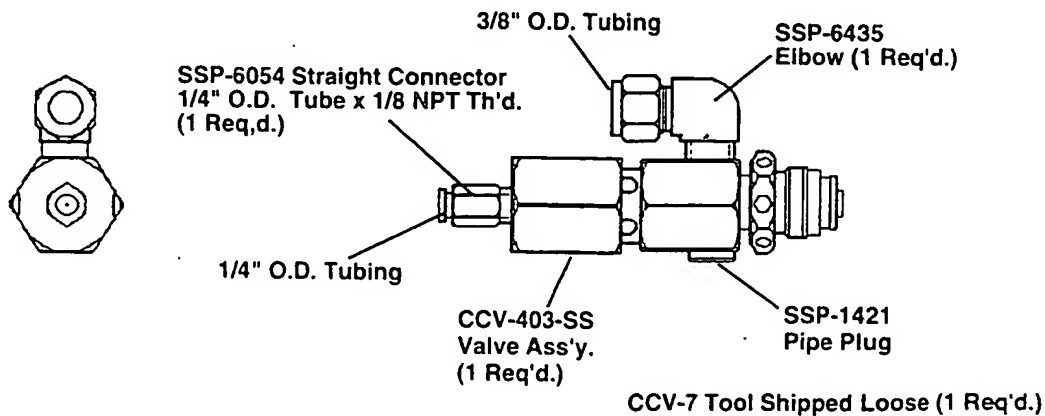 3/8" O.D. Tubing
SSP-6435
Elbow (1 Req'd.)
SSP-6054 Straight Connector
1/4" O.D. Tube x 1/8 NPT Th'd.
(1 Req,d.)
1/4" O.D. Tubing
CCV-403-SS
Valve Ass'y.
(1 Req'd.)
SSP-1421
Pipe Plug
CCV-7 Tool Shipped Loose (1 Req'd.)